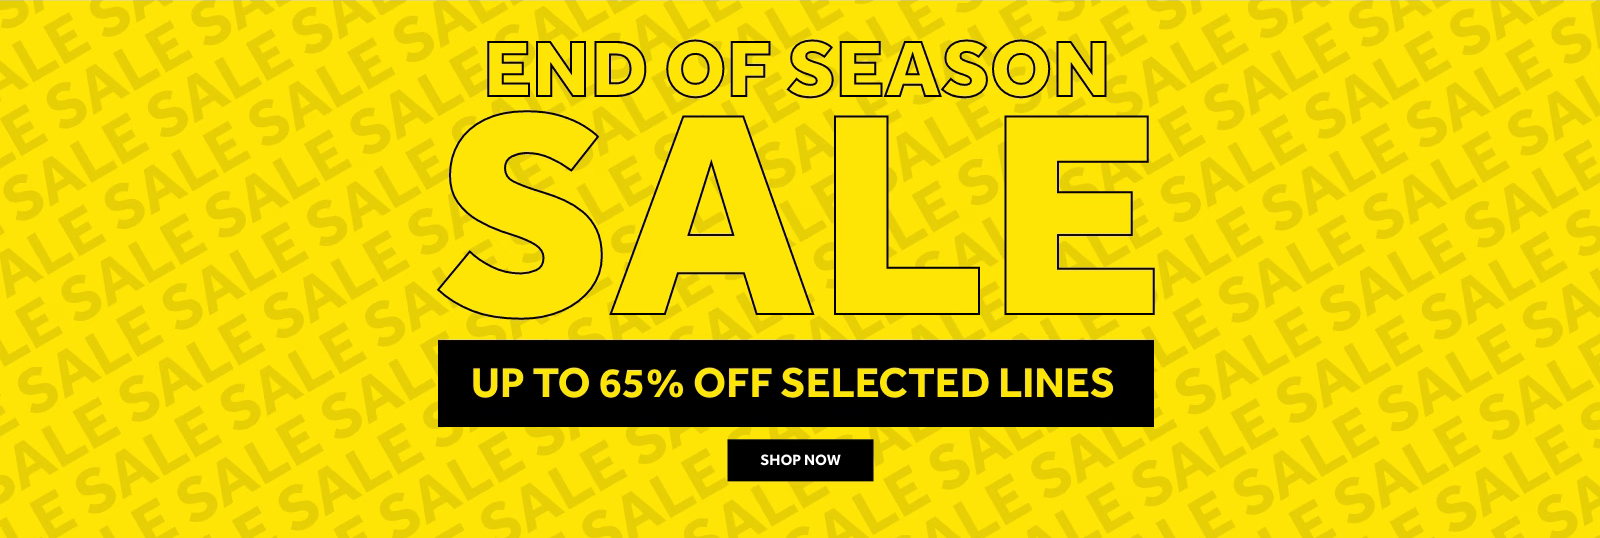 END OF SEASON
SALE
UP TO 65% OFF SELECTED LINES
SHOP NOW